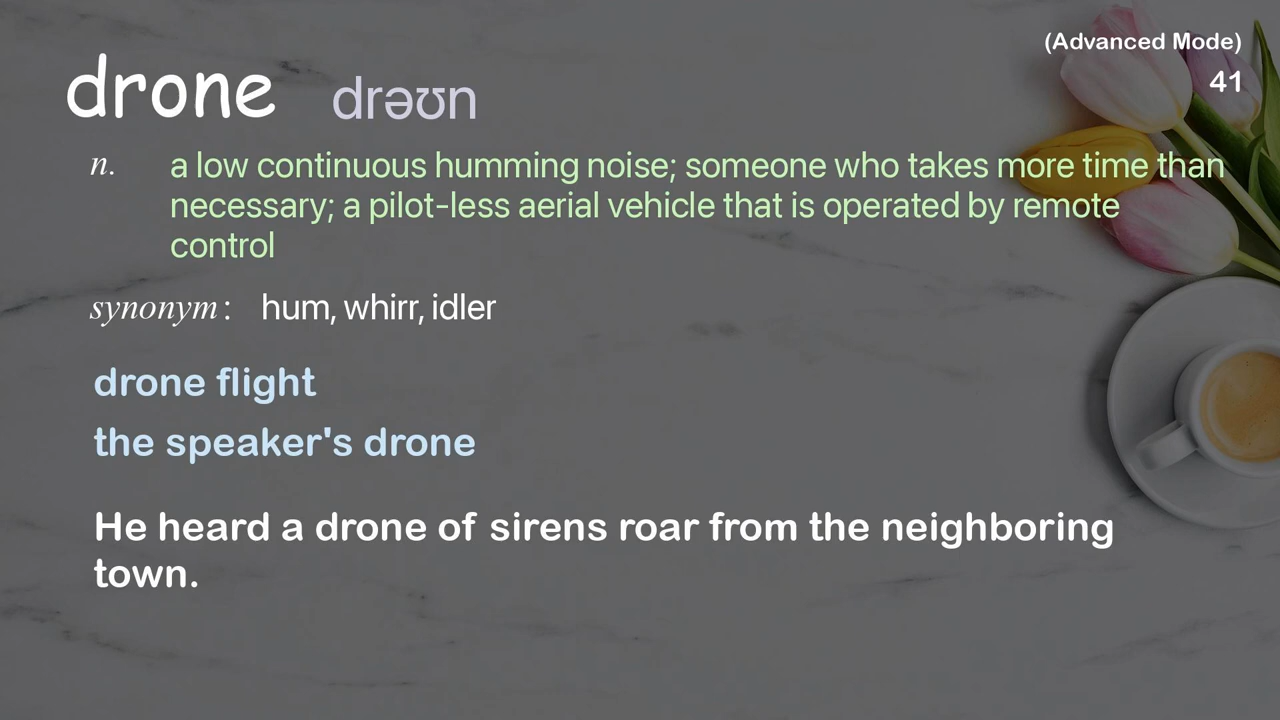 (Advanced Mode)
41
drone drəʊn
n. a low continuous humming noise; someone who takes more time than
necessary; a pilot-less aerial vehicle that is operated by remote
control
synonym: hum, whirr, idler
drone flight
the speaker's drone
He heard a drone of sirens roar from the neighboring
town.